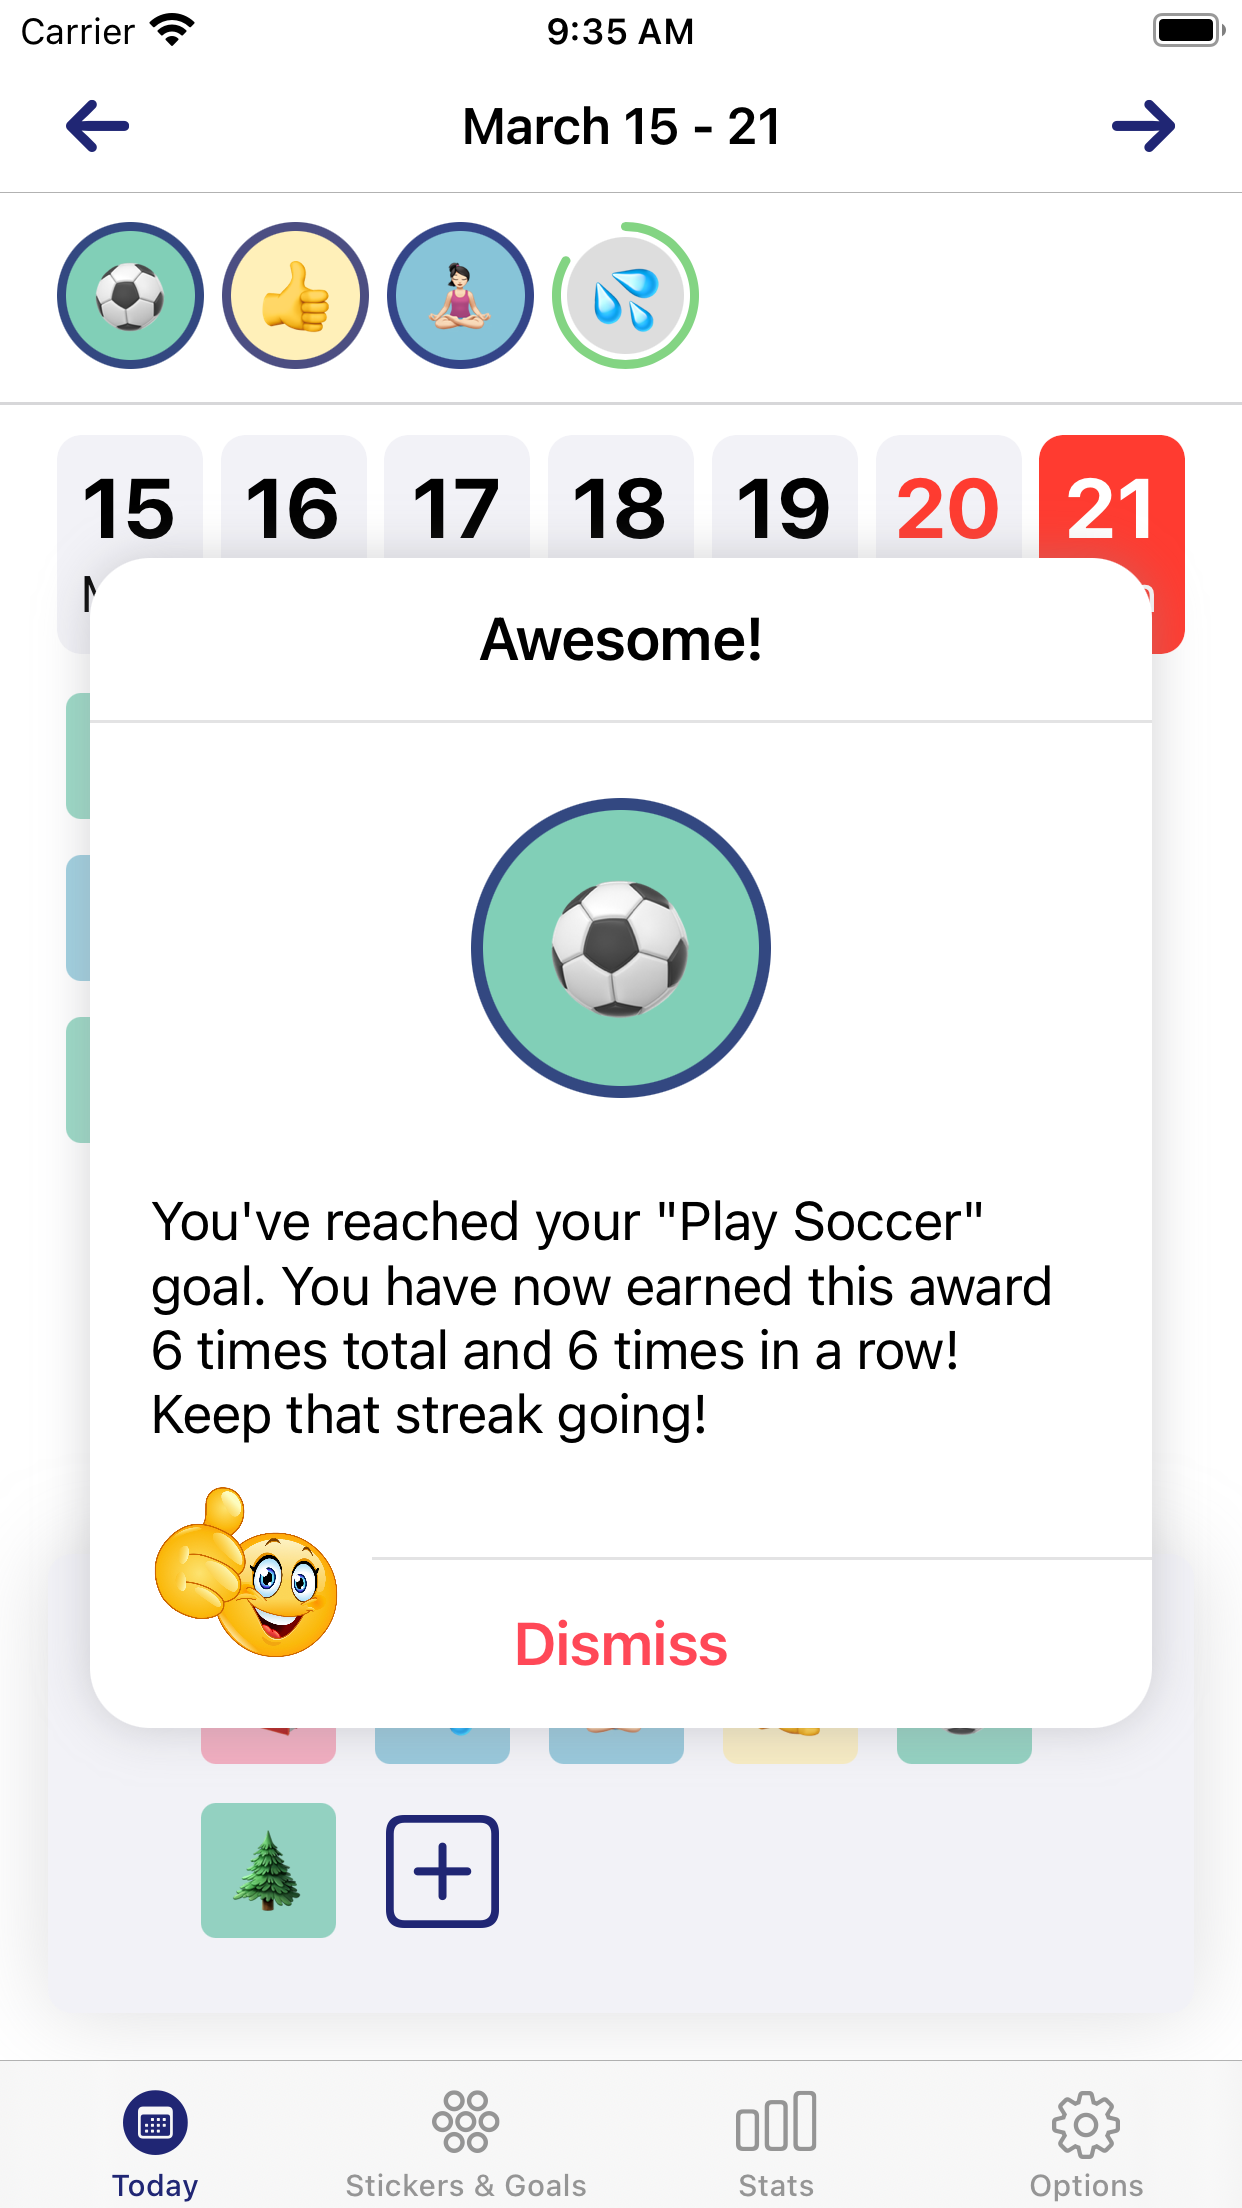 Carrier 9:35 AM
March 15 - 21
15 16 17 18 19 20 21
Awesome!
You've reached your "Play Soccer"
goal. You have now earned this award
6 times total and 6 times in a row!
Keep that streak going!
Dismiss
Today Stickers & Goals Stats Options